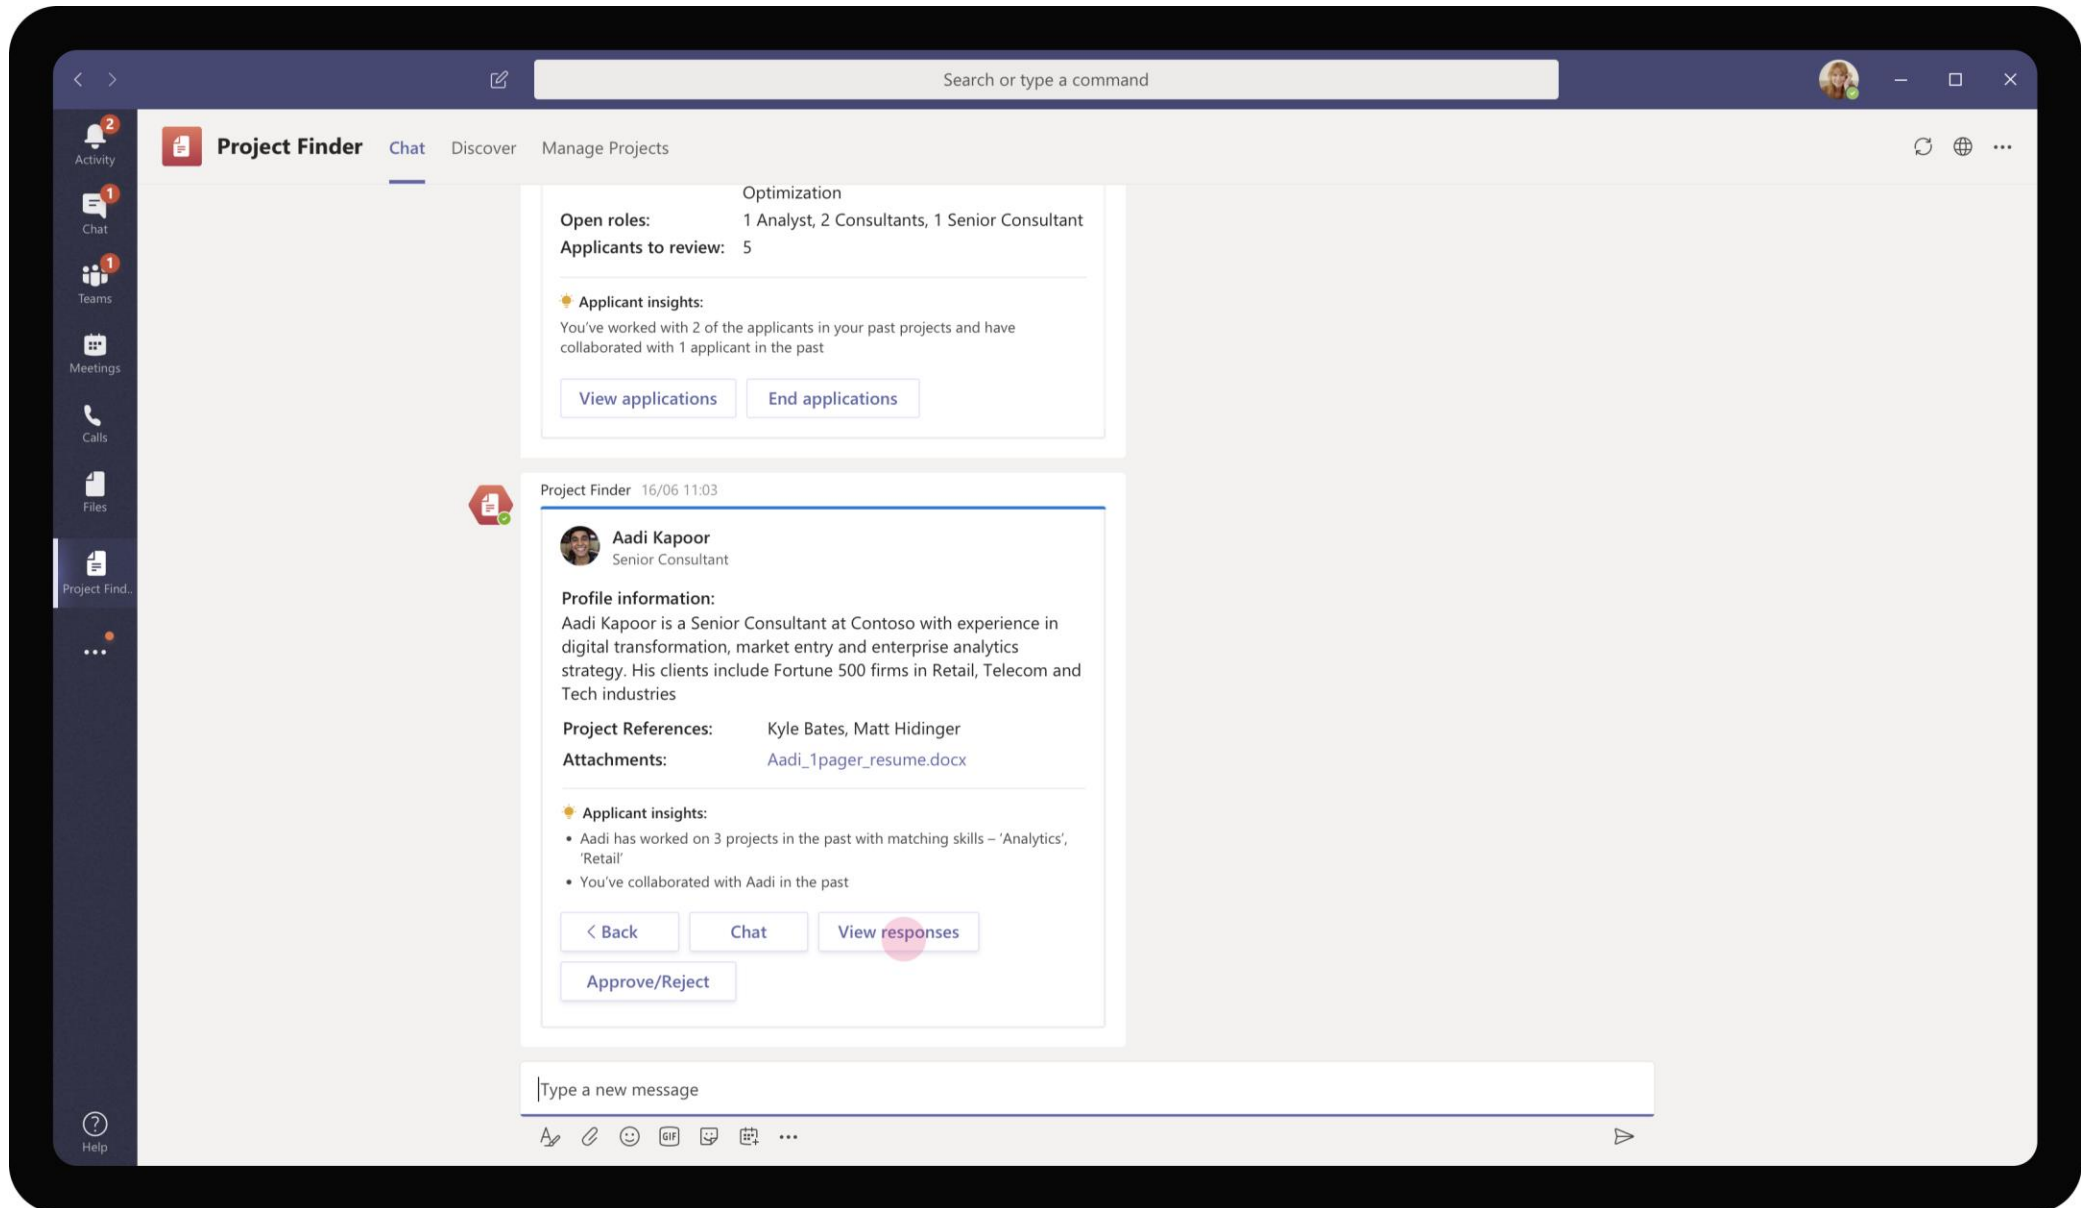 Search or type a command
2
Activity
Project Finder
Chat
Discover
Manage Projects
1
Chat
1
Teams
Meetings
Calls
Files
Project Find..
Help
Optimization
Open roles: 1 Analyst, 2 Consultants, 1 Senior Consultant
Applicants to review: 5
Applicant insights:
You've worked with 2 of the applicants in your past projects and have
collaborated with 1 applicant in the past
View applications
End applications
Project Finder 16/06 11:03
Aadi Kapoor
Senior Consultant
Profile information:
Aadi Kapoor is a Senior Consultant at Contoso with experience in
digital transformation, market entry and enterprise analytics
strategy. His clients include Fortune 500 firms in Retail, Telecom and
Tech industries
Project References: Kyle Bates, Matt Hidinger
Attachments: Aadi_1pager_resume.docx
Applicant insights:
• Aadi has worked on 3 projects in the past with matching skills – 'Analytics',
'Retail'
• You've collaborated with Aadi in the past
< Back
Chat
View responses
Approve/Reject
Type a new message
GIF